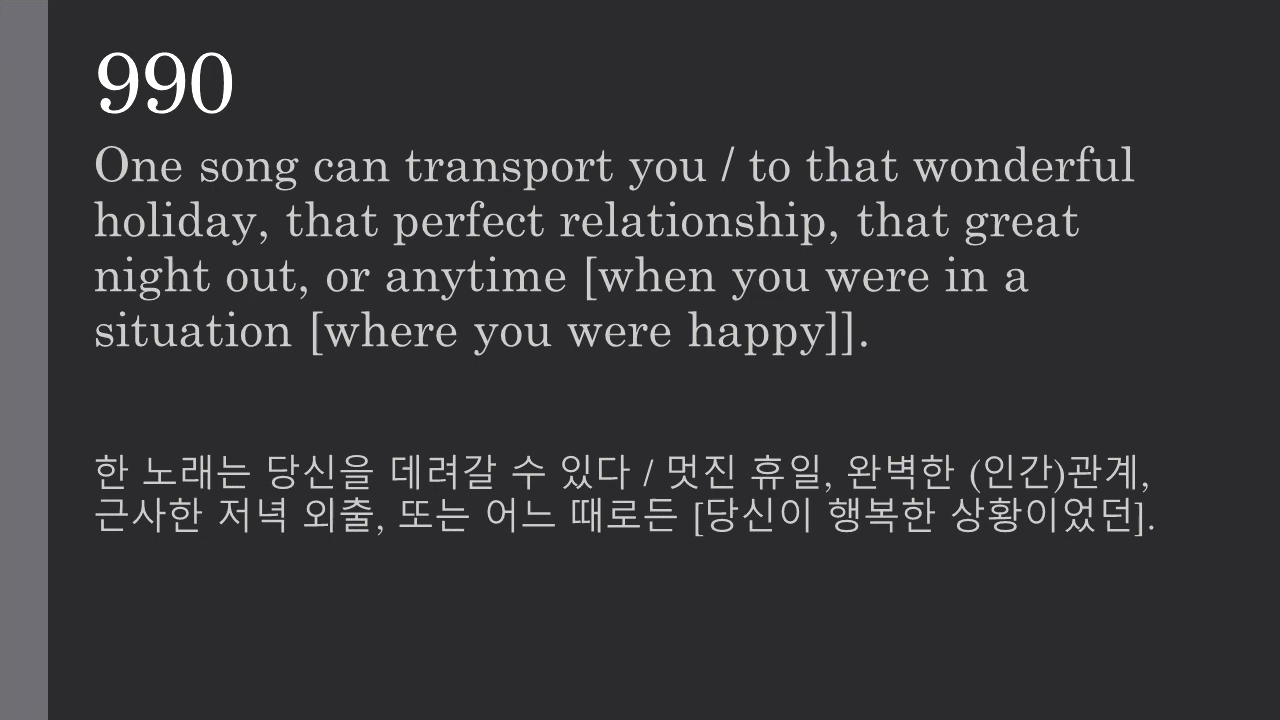 990
One song can transport you / to that wonderful
holiday, that perfect relationship, that great
night out, or anytime [when you were in a
situation [where you were happy]].
한 노래는 당신을 데려갈 수 있다 / 멋진 휴일, 완벽한 (인간)관계,
근사한 저녁 외출, 또는 어느 때로든 [당신이 행복한 상황이었던].